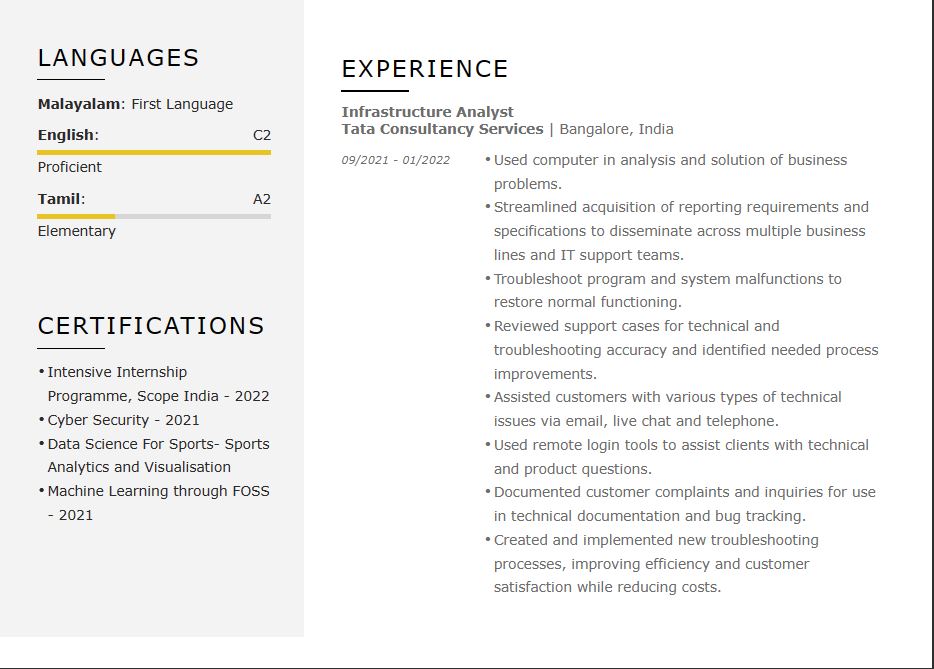 LANGUAGES
Malayalam: First Language
English: C2
Proficient
Tamil: A2
Elementary
CERTIFICATIONS
• Intensive Internship
Programme, Scope India - 2022
• Cyber Security - 2021
• Data Science For Sports- Sports
Analytics and Visualisation
• Machine Learning through FOSS
- 2021
EXPERIENCE
Infrastructure Analyst
Tata Consultancy Services | Bangalore, India
09/2021 - 01/2022
• Used computer in analysis and solution of business
problems.
• Streamlined acquisition of reporting requirements and
specifications to disseminate across multiple business
lines and IT support teams.
• Troubleshoot program and system malfunctions to
restore normal functioning.
• Reviewed support cases for technical and
troubleshooting accuracy and identified needed process
improvements.
• Assisted customers with various types of technical
issues via email, live chat and telephone.
• Used remote login tools to assist clients with technical
and product questions.
• Documented customer complaints and inquiries for use
in technical documentation and bug tracking.
• Created and implemented new troubleshooting
processes, improving efficiency and customer
satisfaction while reducing costs.